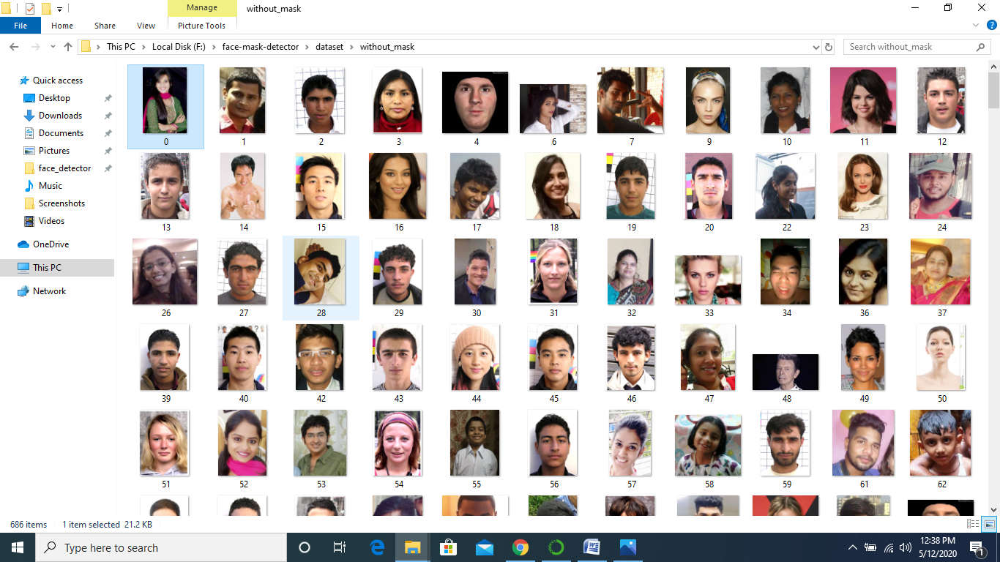 Manage
without_mask
File
Home
Share
View
Picture Tools
This PC
Local Disk (F:)
face-mask-detector
dataset
without_mask
Search without_mask
Quick access
Desktop
Downloads
Documents
Pictures
face_detector
Music
Screenshots
Videos
OneDrive
This PC
Network
0 1 2 3 4 6 7 9 10 11 12
13 14 15 16 17 18 19 20 22 23 24
26 27 28 29 30 31 32 33 34 36 37
39 40 42 43 44 45 46 47 48 49 50
51 52 53 54 55 56 57 58 59 61 62
686 items 1 item selected 21.2 KB
Type here to search
12:38 PM
5/12/2020
1